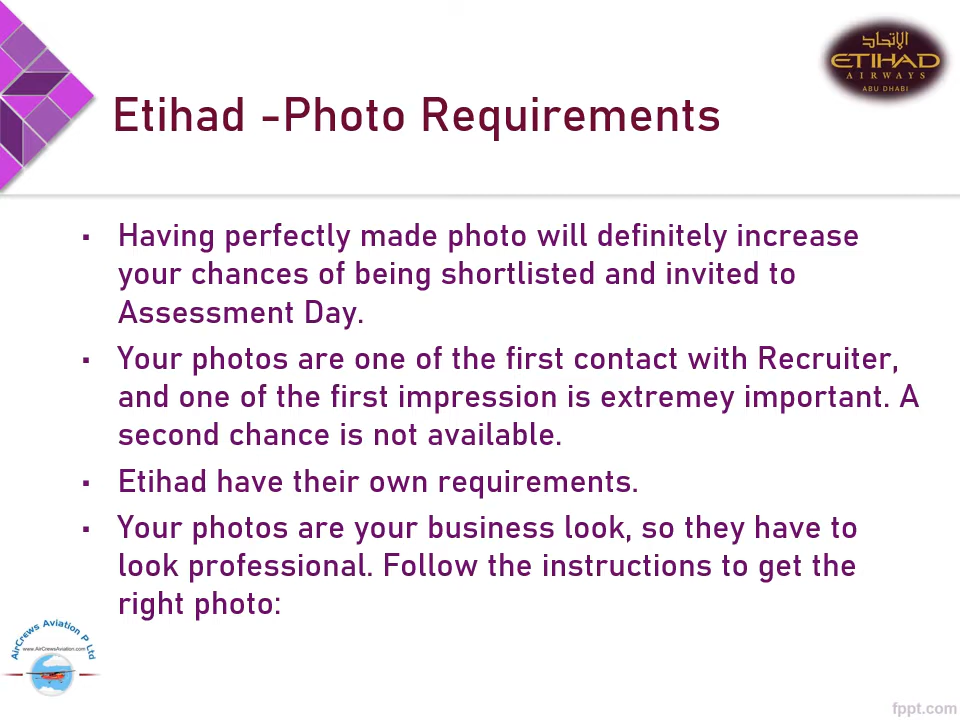 الإتحاد
ETIHAD
AIRWAYS
ABU DHABI
Etihad -Photo Requirements
▪ Having perfectly made photo will definitely increase
your chances of being shortlisted and invited to
Assessment Day.
▪ Your photos are one of the first contact with Recruiter,
and one of the first impression is extremey important. A
second chance is not available.
▪ Etihad have their own requirements.
▪ Your photos are your business look, so they have to
look professional. Follow the instructions to get the
right photo:
AirCrews Aviation P Ltd
www.AirCrewsAviation.com
fppt.com